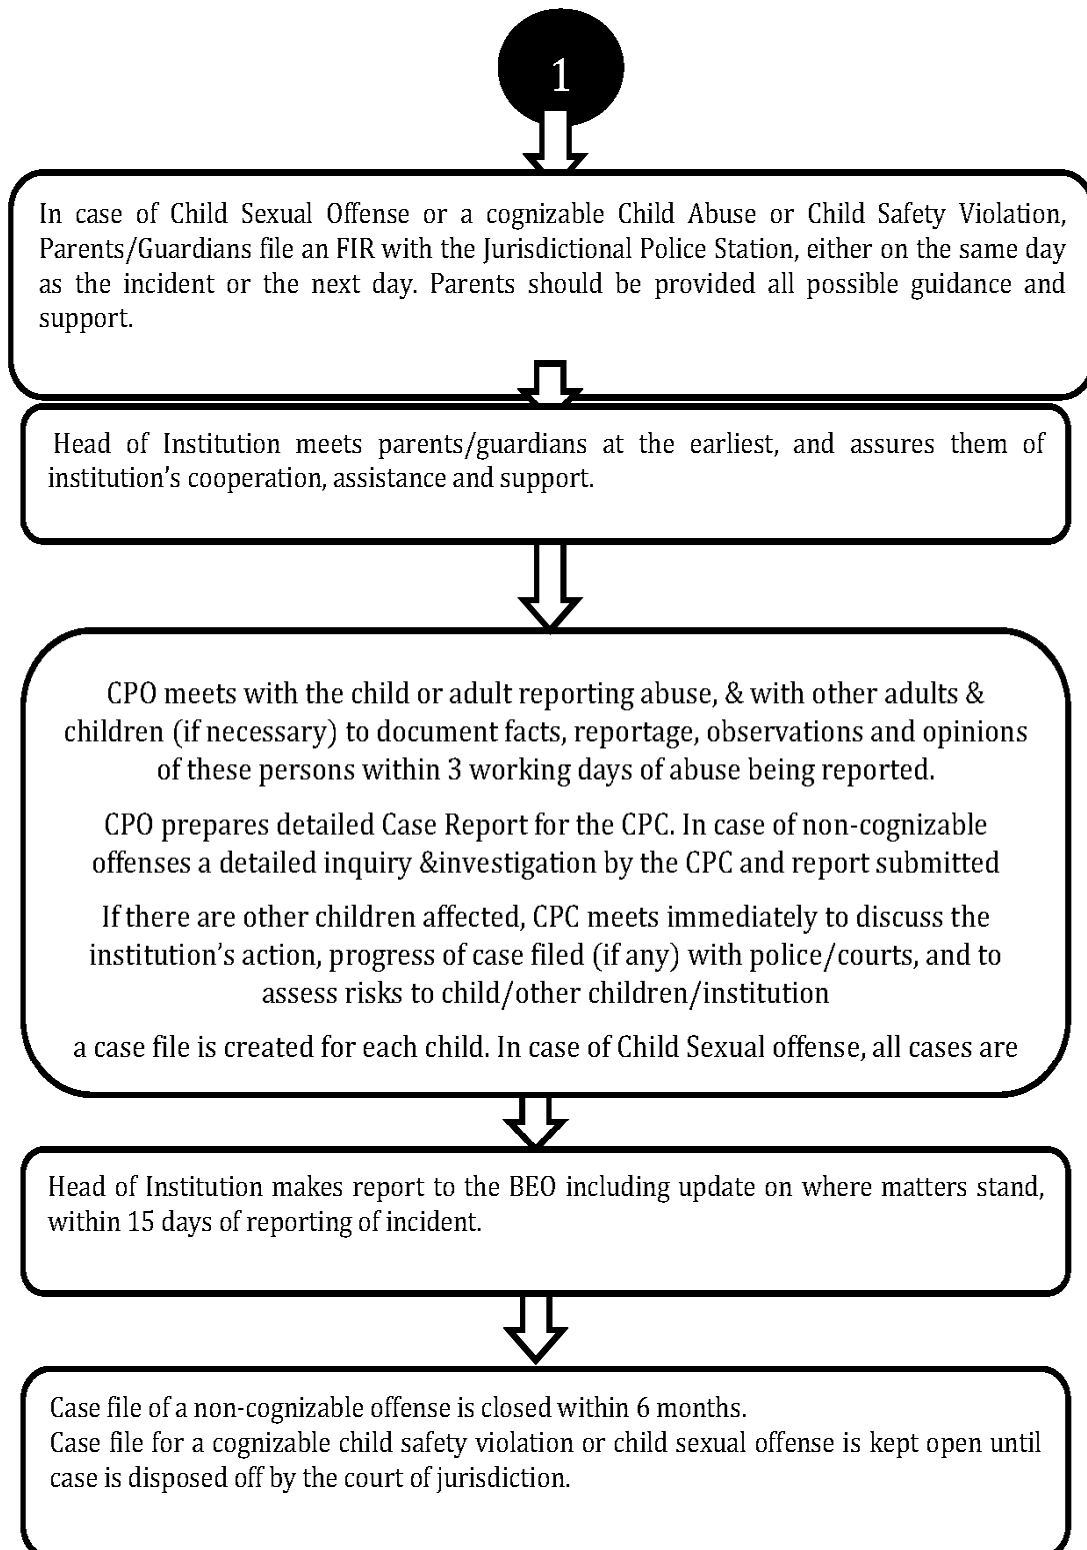 1
In case of Child Sexual Offense or a cognizable Child Abuse or Child Safety Violation,
Parents/Guardians file an FIR with the Jurisdictional Police Station, either on the same day
as the incident or the next day. Parents should be provided all possible guidance and
support.
Head of Institution meets parents/guardians at the earliest, and assures them of
institution’s cooperation, assistance and support.
CPO meets with the child or adult reporting abuse, & with other adults &
children (if necessary) to document facts, reportage, observations and opinions
of these persons within 3 working days of abuse being reported.
CPO prepares detailed Case Report for the CPC. In case of non-cognizable
offenses a detailed inquiry &investigation by the CPC and report submitted
If there are other children affected, CPC meets immediately to discuss the
institution’s action, progress of case filed (if any) with police/courts, and to
assess risks to child/other children/institution
a case file is created for each child. In case of Child Sexual offense, all cases are
Head of Institution makes report to the BEO including update on where matters stand,
within 15 days of reporting of incident.
Case file of a non-cognizable offense is closed within 6 months.
Case file for a cognizable child safety violation or child sexual offense is kept open until
case is disposed off by the court of jurisdiction.